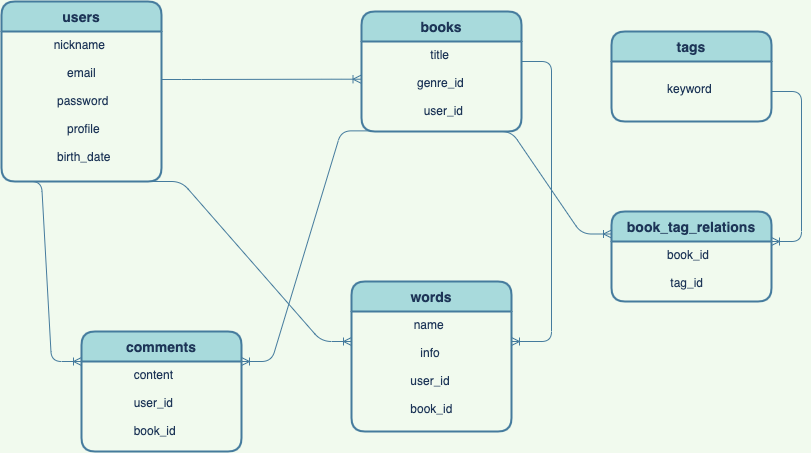 users
nickname
email
password
profile
birth_date
books
title
genre_id
user_id
tags
keyword
book_tag_relations
book_id
tag_id
words
name
info
user_id
book_id
comments
content
user_id
book_id